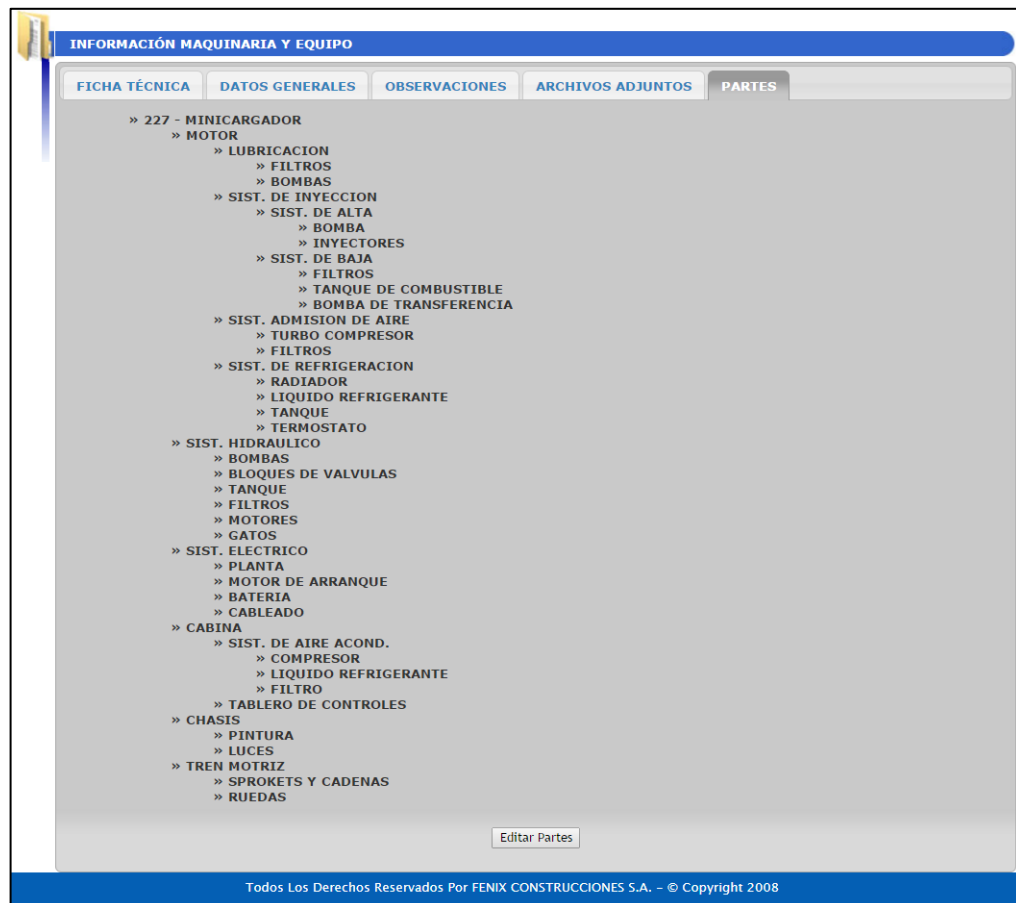 INFORMACIÓN MAQUINARIA Y EQUIPO
FICHA TÉCNICA DATOS GENERALES OBSERVACIONES ARCHIVOS ADJUNTOS PARTES
» 227 - MINICARGADOR
» MOTOR
» LUBRICACION
» FILTROS
» BOMBAS
» SIST. DE INYECCION
» SIST. DE ALTA
» BOMBA
» INYECTORES
» SIST. DE BAJA
» FILTROS
» TANQUE DE COMBUSTIBLE
» BOMBA DE TRANSFERENCIA
» SIST. ADMISION DE AIRE
» TURBO COMPRESOR
» FILTROS
» SIST. DE REFRIGERACION
» RADIADOR
» LIQUIDO REFRIGERANTE
» TANQUE
» TERMOSTATO
» SIST. HIDRAULICO
» BOMBAS
» BLOQUES DE VALVULAS
» TANQUE
» FILTROS
» MOTORES
» GATOS
» SIST. ELECTRICO
» PLANTA
» MOTOR DE ARRANQUE
» BATERIA
» CABLEADO
» CABINA
» SIST. DE AIRE ACOND.
» COMPRESOR
» LIQUIDO REFRIGERANTE
» FILTRO
» TABLERO DE CONTROLES
» CHASIS
» PINTURA
» LUCES
» TREN MOTRIZ
» SPROKETS Y CADENAS
» RUEDAS
Editar Partes
Todos Los Derechos Reservados Por FENIX CONSTRUCCIONES S.A. - © Copyright 2008